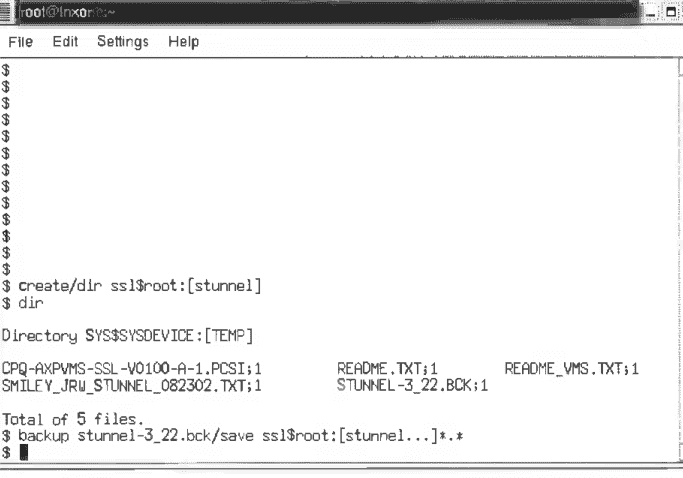 File Edit Settings Help
$
$
$
$
$
$
$
$
$
$
$
$
$
$ create/dir ssl$root:[stunnel]
$ dir
Directory SYS$SYSDEVICE:[TEMP]
CPQ-AXPVMS-SSL-V0100-A-1.PCSI;1 README.TXT;1 README_VMS.TXT;1
SMILEY_JRW_STUNNEL_082302.TXT;1 STUNNEL-3_22.BCK;1
Total of 5 files.
$ backup stunnel-3_22.bck/save ssl$root:[stunnel...]*.*
$